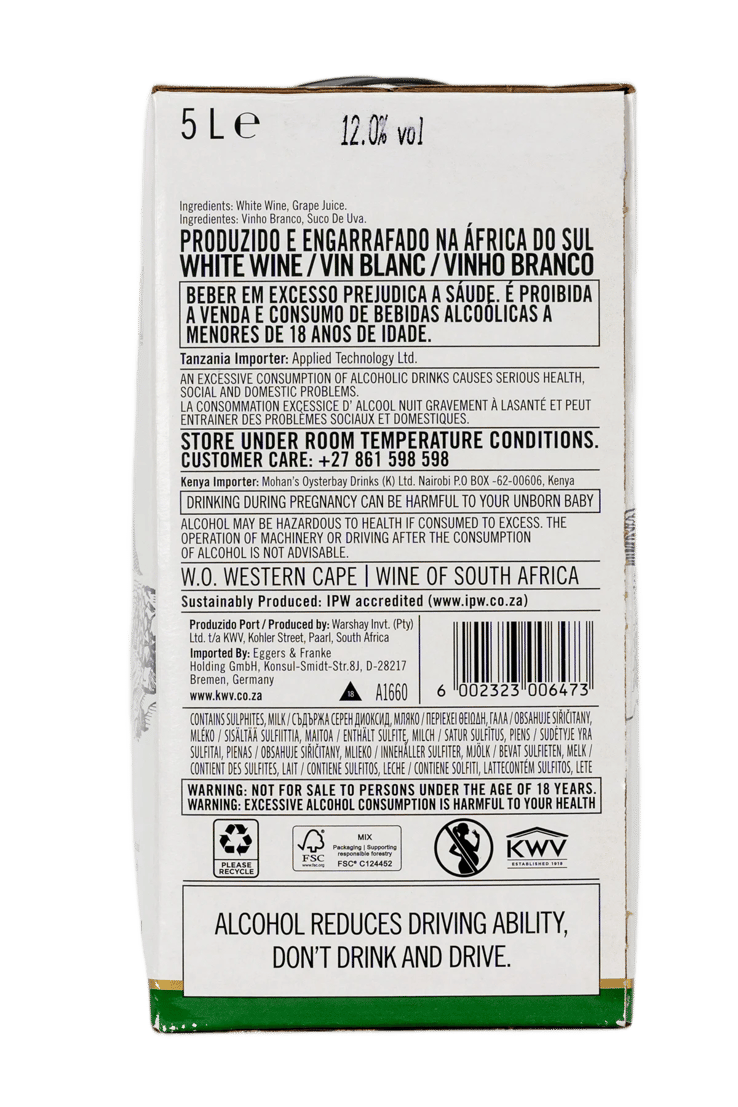 5 L e
12.0% vol
Ingredients: White Wine, Grape Juice.
Ingredientes: Vinho Branco, Suco De Uva.
PRODUZIDO E ENGARRAFADO NA ÁFRICA DO SUL
WHITE WINE / VIN BLANC / VINHO BRANCO
BEBER EM EXCESSO PREJUDICA A SÁUDE. É PROIBIDA
A VENDA E CONSUMO DE BEBIDAS ALCOÓLICAS A
MENORES DE 18 ANOS DE IDADE.
Tanzania Importer: Applied Technology Ltd.
AN EXCESSIVE CONSUMPTION OF ALCOHOLIC DRINKS CAUSES SERIOUS HEALTH,
SOCIAL AND DOMESTIC PROBLEMS.
LA CONSOMMATION EXCESSICE D' ALCOOL NUIT GRAVEMENT À LASANTÉ ET PEUT
ENTRAINER DES PROBLÈMES SOCIAUX ET DOMESTIQUES.
STORE UNDER ROOM TEMPERATURE CONDITIONS.
CUSTOMER CARE: +27 861 598 598
Kenya Importer: Mohan's Oysterbay Drinks (K) Ltd. Nairobi P.O BOX -62-00606, Kenya
DRINKING DURING PREGNANCY CAN BE HARMFUL TO YOUR UNBORN BABY
ALCOHOL MAY BE HAZARDOUS TO HEALTH IF CONSUMED TO EXCESS. THE
OPERATION OF MACHINERY OR DRIVING AFTER THE CONSUMPTION
OF ALCOHOL IS NOT ADVISABLE.
W.O. WESTERN CAPE | WINE OF SOUTH AFRICA
Sustainably Produced: IPW accredited (www.ipw.co.za)
Produzido Port / Produced by: Warshay Invt. (Pty)
Ltd. t/a KWV, Kohler Street, Paarl, South Africa
Imported By: Eggers & Franke
Holding GmbH, Konsul-Smidt-Str.8J, D-28217
Bremen, Germany
www.kwv.co.za
18
A1660
6 002323 006473
CONTAINS SULPHITES, MILK / СЪДЪРЖА СЕРЕН ДИОКСИД, МЛЯКО / ΠΕΡΙΕΧΕΙ ΘΕΙΩΔΗ, ΓΑΛΑ / OBSAHUJE SIŘIČITANY,
MLÉKO / SISÄLTÄÄ SULFIITTIA, MAITOA / ENTHÄLT SULFITE, MILCH / SATUR SULFĪTUS, PIENS / SUDĖTYJE YRA
SULFITAI, PIENAS / OBSAHUJE SIŘIČITANY, MLIEKO / INNEHÅLLER SULFITER, MJÖLK / BEVAT SULFIETEN, MELK /
CONTIENT DES SULFITES, LAIT / CONTIENE SULFITOS, LECHE / CONTIENE SOLFITI, LATTECONTÉM SULFITOS, LETE
WARNING: NOT FOR SALE TO PERSONS UNDER THE AGE OF 18 YEARS.
WARNING: EXCESSIVE ALCOHOL CONSUMPTION IS HARMFUL TO YOUR HEALTH
PLEASE
RECYCLE
FSC
www.fsc.org
MIX
Packaging | Supporting
responsible forestry
FSC® C124452
KWV
ESTABLISHED 1918
ALCOHOL REDUCES DRIVING ABILITY,
DON'T DRINK AND DRIVE.